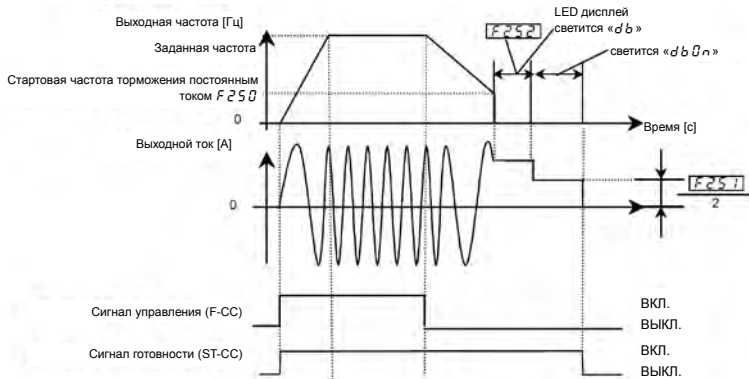 Выходная частота [Гц]
Заданная частота
Стартовая частота торможения постоянным
током F250
0
F252
LED дисплей
светится «db»
светится «dbOn»
Время [с]
Выходной ток [А]
0
F251
2
Сигнал управления (F-CC)
ВКЛ.
ВЫКЛ.
Сигнал готовности (ST-CC)
ВКЛ.
ВЫКЛ.